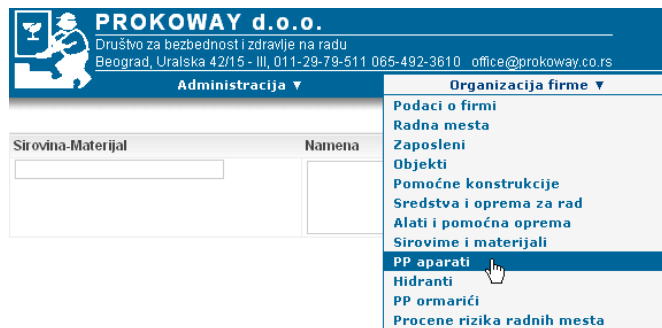 PROKOWAY d.o.o.
Društvo za bezbednost i zdravlje na radu
Beograd, Uralska 42/15 - III, 011-29-79-511 065-492-3610 office@prokoway.co.rs
Administracija ▼ Organizacija firme ▼
Podaci o firmi
Radna mesta
Sirovina-Materijal Namena Zaposleni
Objekti
Pomoćne konstrukcije
Sredstva i oprema za rad
Alati i pomoćna oprema
Sirovime i materijali
PP aparati
Hidranti
PP ormarići
Procene rizika radnih mesta